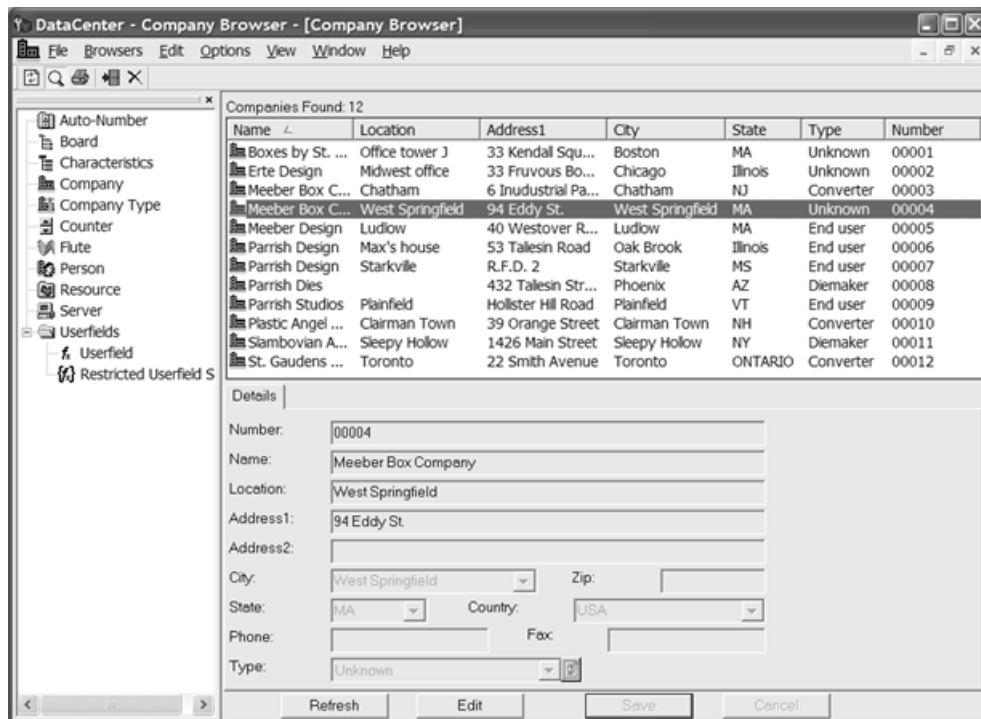 DataCenter - Company Browser - [Company Browser]
File Browsers Edit Options View Window Help
Auto-Number
Board
Characteristics
Company
Company Type
Counter
Flute
Person
Resource
Server
Userfields
Userfield
Restricted Userfield S
Companies Found: 12
Name Location Address1 City State Type Number
Boxes by St. ... Office tower J 33 Kendall Squ... Boston MA Unknown 00001
Erte Design Midwest office 33 Fruvous Bo... Chicago Illinois Unknown 00002
Meeber Box C... Chatham 6 Inudustrial Pa... Chatham NJ Converter 00003
Meeber Box C... West Springfield 94 Eddy St. West Springfield MA Unknown 00004
Meeber Design Ludlow 40 Westover R... Ludlow MA End user 00005
Parrish Design Max's house 53 Talesin Road Oak Brook Illinois End user 00006
Parrish Design Starkville R.F.D. 2 Starkville MS End user 00007
Parrish Dies 432 Talesin Str... Phoenix AZ Diemaker 00008
Parrish Studios Plainfield Hollister Hill Road Plainfield VT End user 00009
Plastic Angel ... Clairman Town 39 Orange Street Clairman Town NH Converter 00010
Slambovian A... Sleepy Hollow 1426 Main Street Sleepy Hollow NY Diemaker 00011
St. Gaudens ... Toronto 22 Smith Avenue Toronto ONTARIO Converter 00012
Details
Number: 00004
Name: Meeber Box Company
Location: West Springfield
Address1: 94 Eddy St.
Address2:
City: West Springfield Zip:
State: MA Country: USA
Phone: Fax:
Type: Unknown
Refresh Edit Save Cancel